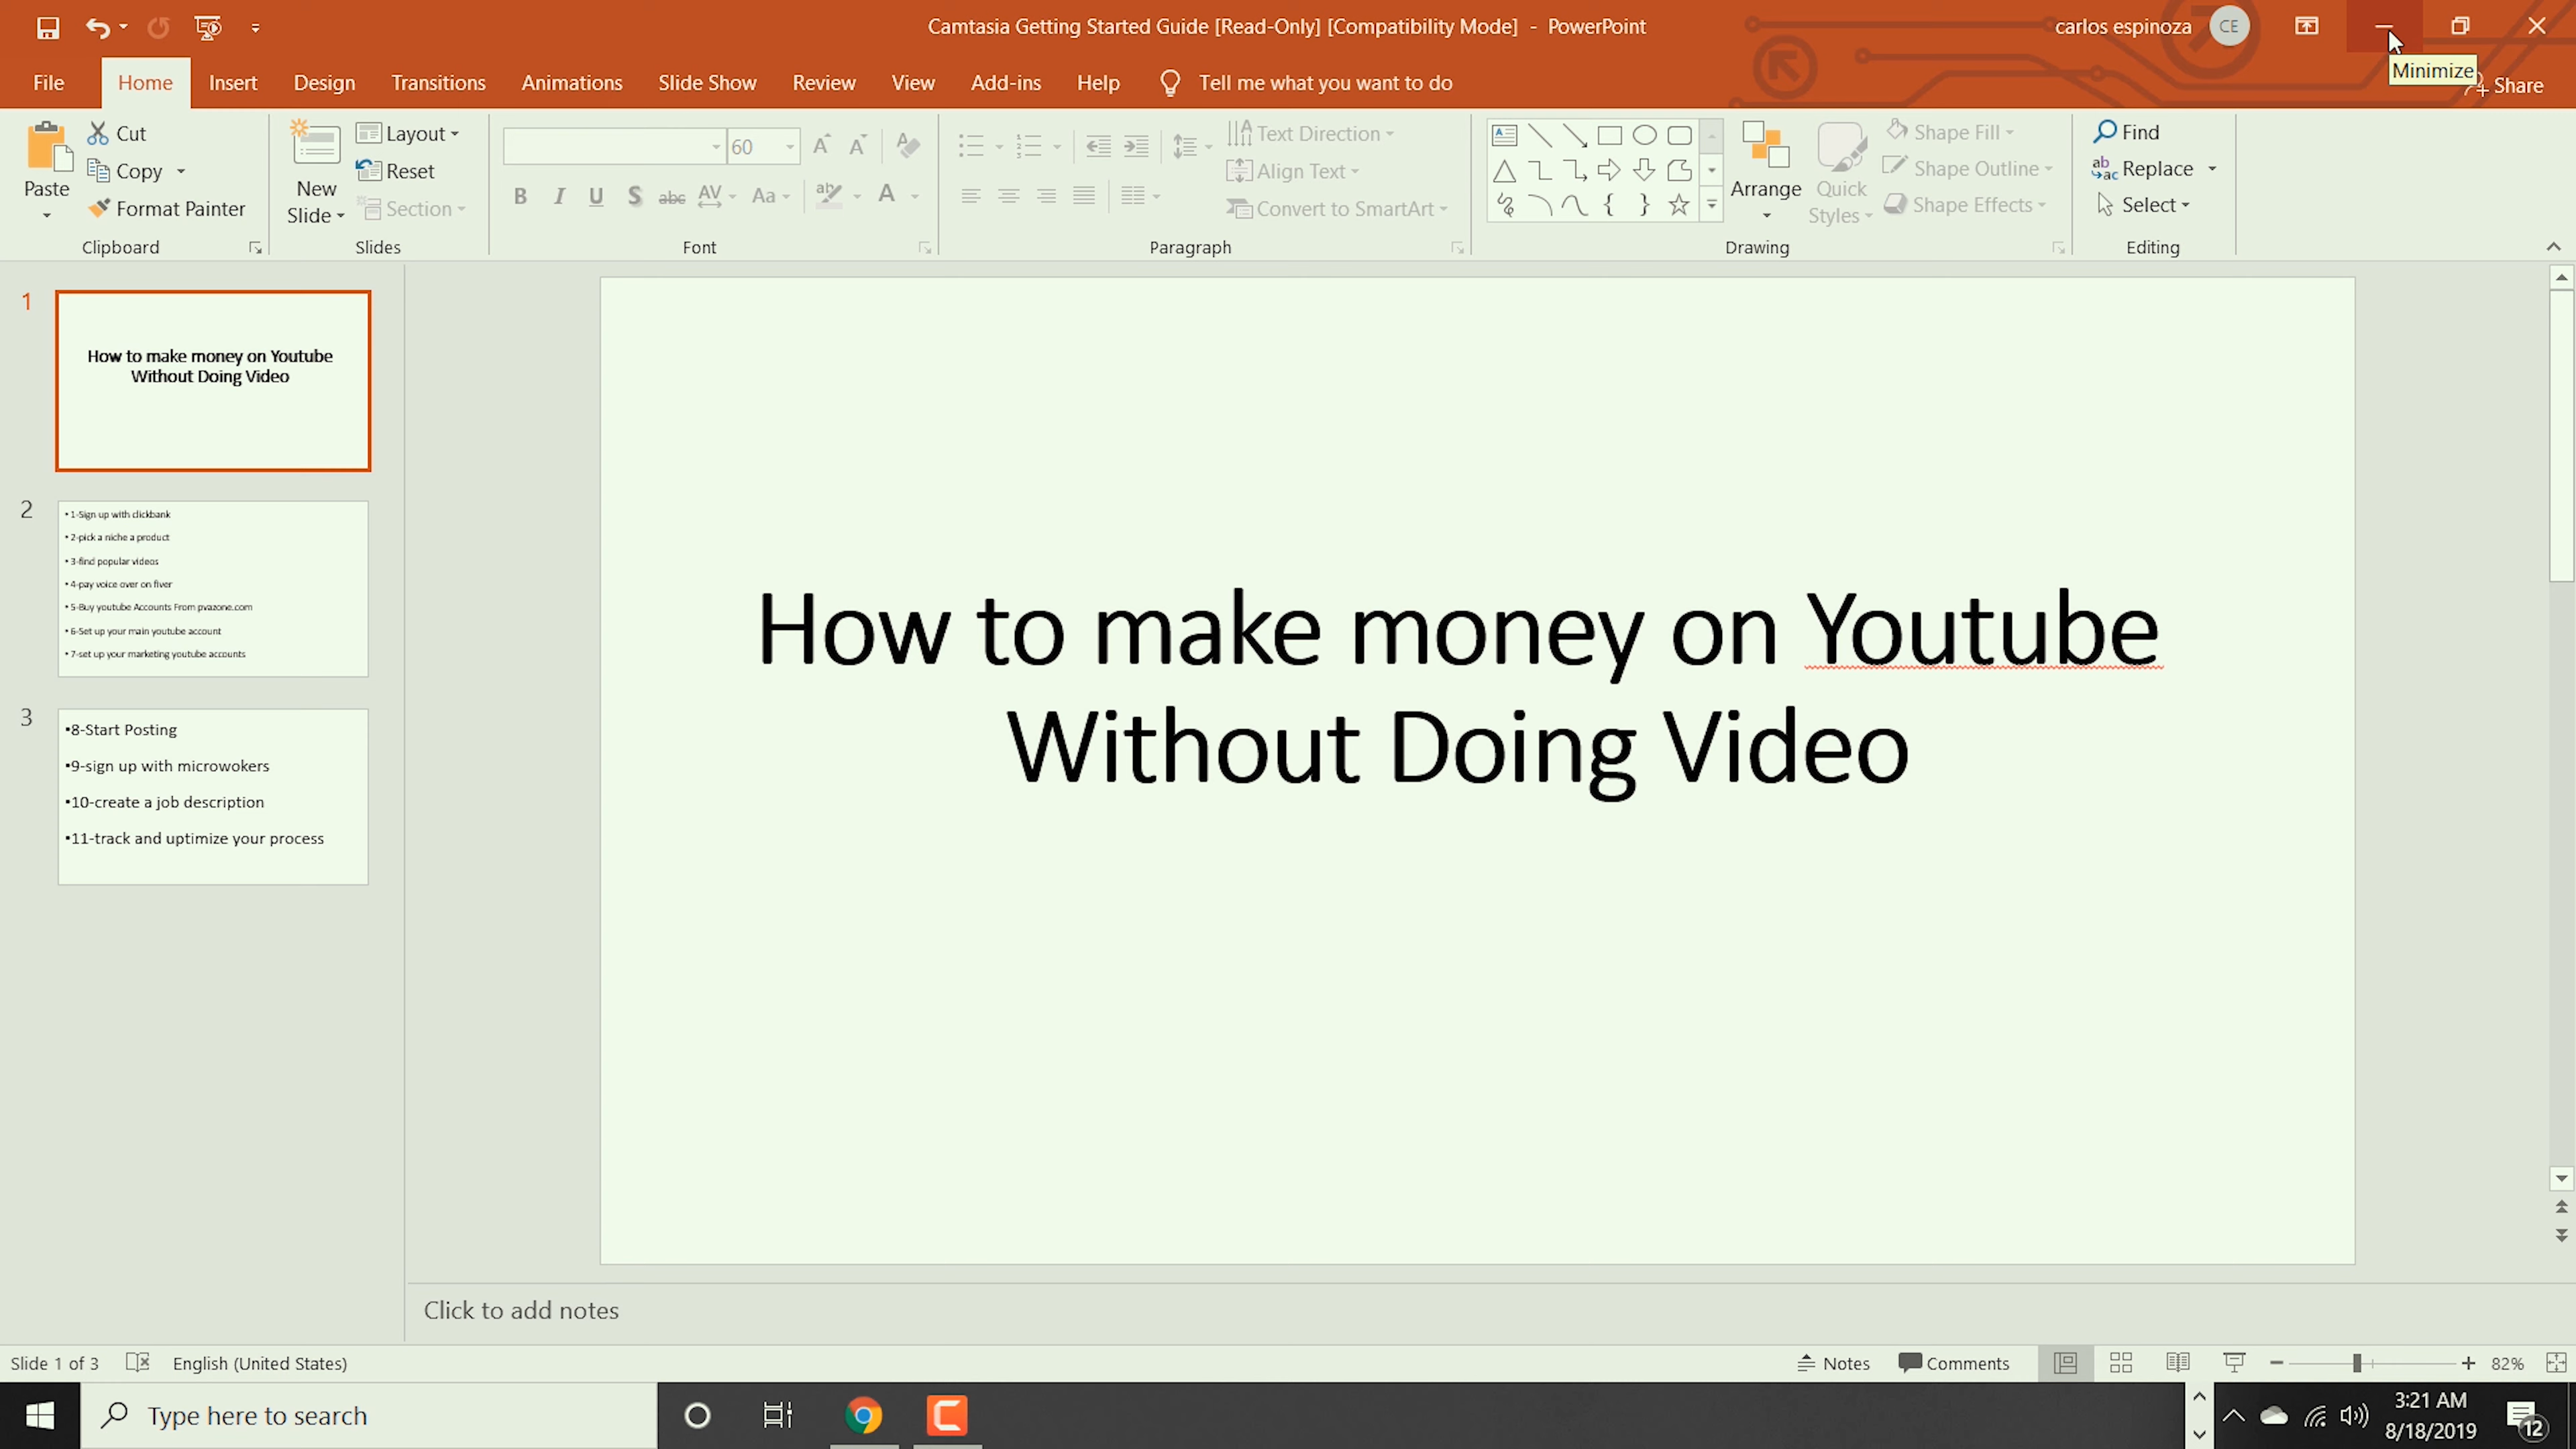 Camtasia Getting Started Guide [Read-Only] [Compatibility Mode] - PowerPoint
carlos espinoza CE
Minimize
File Home Insert Design Transitions Animations Slide Show Review View Add-ins Help Tell me what you want to do Share
Paste
Cut
Copy
Format Painter
Clipboard
New Slide
Layout
Reset
Section
Slides
60
B I U S abc AV Aa ab A
Font
Text Direction
Align Text
Convert to SmartArt
Paragraph
Arrange
Quick Styles
Shape Fill
Shape Outline
Shape Effects
Drawing
Find
Replace
Select
Editing
1
How to make money on Youtube
Without Doing Video
2
• 1-Sign up with clickbank
• 2-pick a niche a product
• 3-find popular videos
• 4-pay voice over on fiver
• 5-Buy youtube Accounts From pvazone.com
• 6-Set up your main youtube account
• 7-set up your marketing youtube accounts
3
•8-Start Posting
•9-sign up with microwokers
•10-create a job description
•11-track and uptimize your process
How to make money on Youtube
Without Doing Video
Click to add notes
Slide 1 of 3 English (United States) Notes Comments 82%
Type here to search
3:21 AM
8/18/2019
12